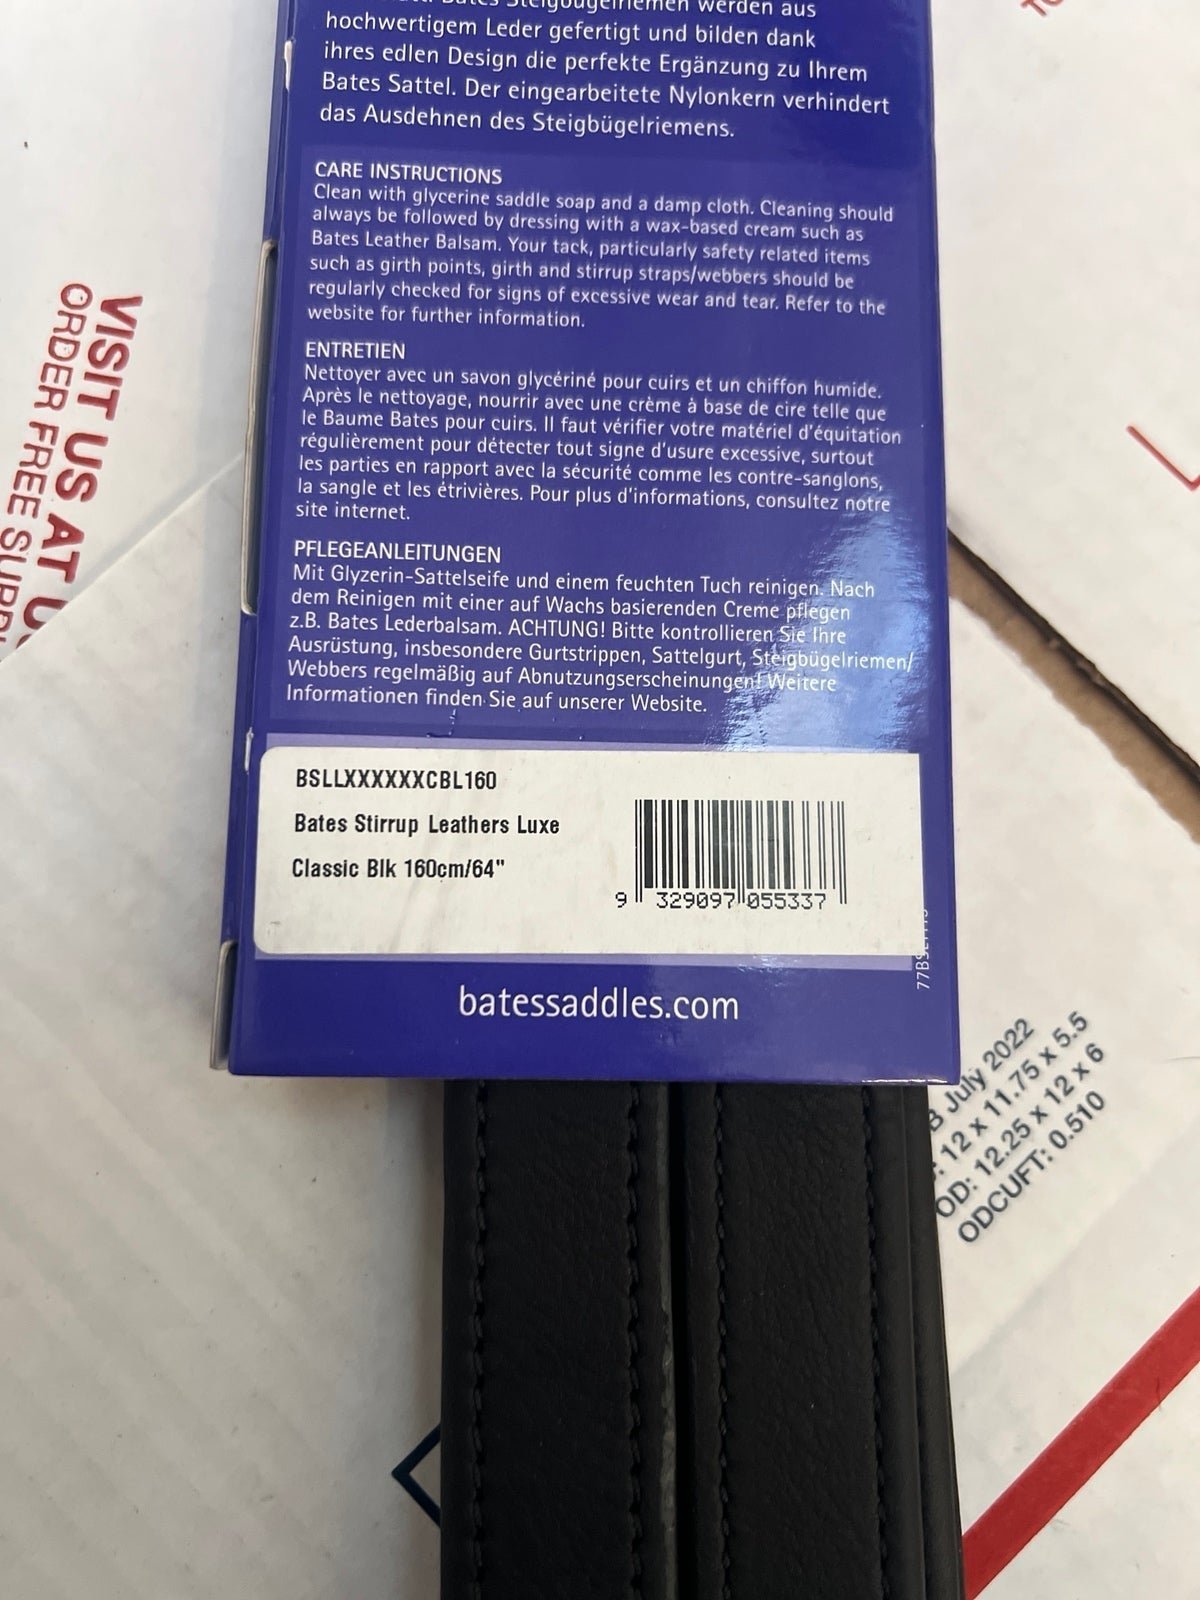 Bates Steigbügelriemen werden aus
hochwertigem Leder gefertigt und bilden dank
ihres edlen Design die perfekte Ergänzung zu Ihrem
Bates Sattel. Der eingearbeitete Nylonkern verhindert
das Ausdehnen des Steigbügelriemens.
CARE INSTRUCTIONS
Clean with glycerine saddle soap and a damp cloth. Cleaning should
always be followed by dressing with a wax-based cream such as
Bates Leather Balsam. Your tack, particularly safety related items
such as girth points, girth and stirrup straps/webbers should be
regularly checked for signs of excessive wear and tear. Refer to the
website for further information.
ENTRETIEN
Nettoyer avec un savon glycériné pour cuirs et un chiffon humide.
Après le nettoyage, nourrir avec une crème à base de cire telle que
le Baume Bates pour cuirs. Il faut vérifier votre matériel d'équitation
régulièrement pour détecter tout signe d'usure excessive, surtout
les parties en rapport avec la sécurité comme les contre-sanglons,
la sangle et les étrivières. Pour plus d'informations, consultez notre
site internet.
PFLEGEANLEITUNGEN
Mit Glyzerin-Sattelseife und einem feuchten Tuch reinigen. Nach
dem Reinigen mit einer auf Wachs basierenden Creme pflegen
z.B. Bates Lederbalsam. ACHTUNG! Bitte kontrollieren Sie Ihre
Ausrüstung, insbesondere Gurtstrippen, Sattelgurt, Steigbügelriemen/
Webbers regelmäßig auf Abnutzungserscheinungen! Weitere
Informationen finden Sie auf unserer Website.
BSLLXXXXXXCBL160
Bates Stirrup Leathers Luxe
Classic Blk 160cm/64"
9 329097 055337
batessaddles.com
VISIT US AT
ORDER FREE
July 2022
12 x 11.75 x 5.5
OD: 12.25 x 12 x 6
ODCUFT: 0.510